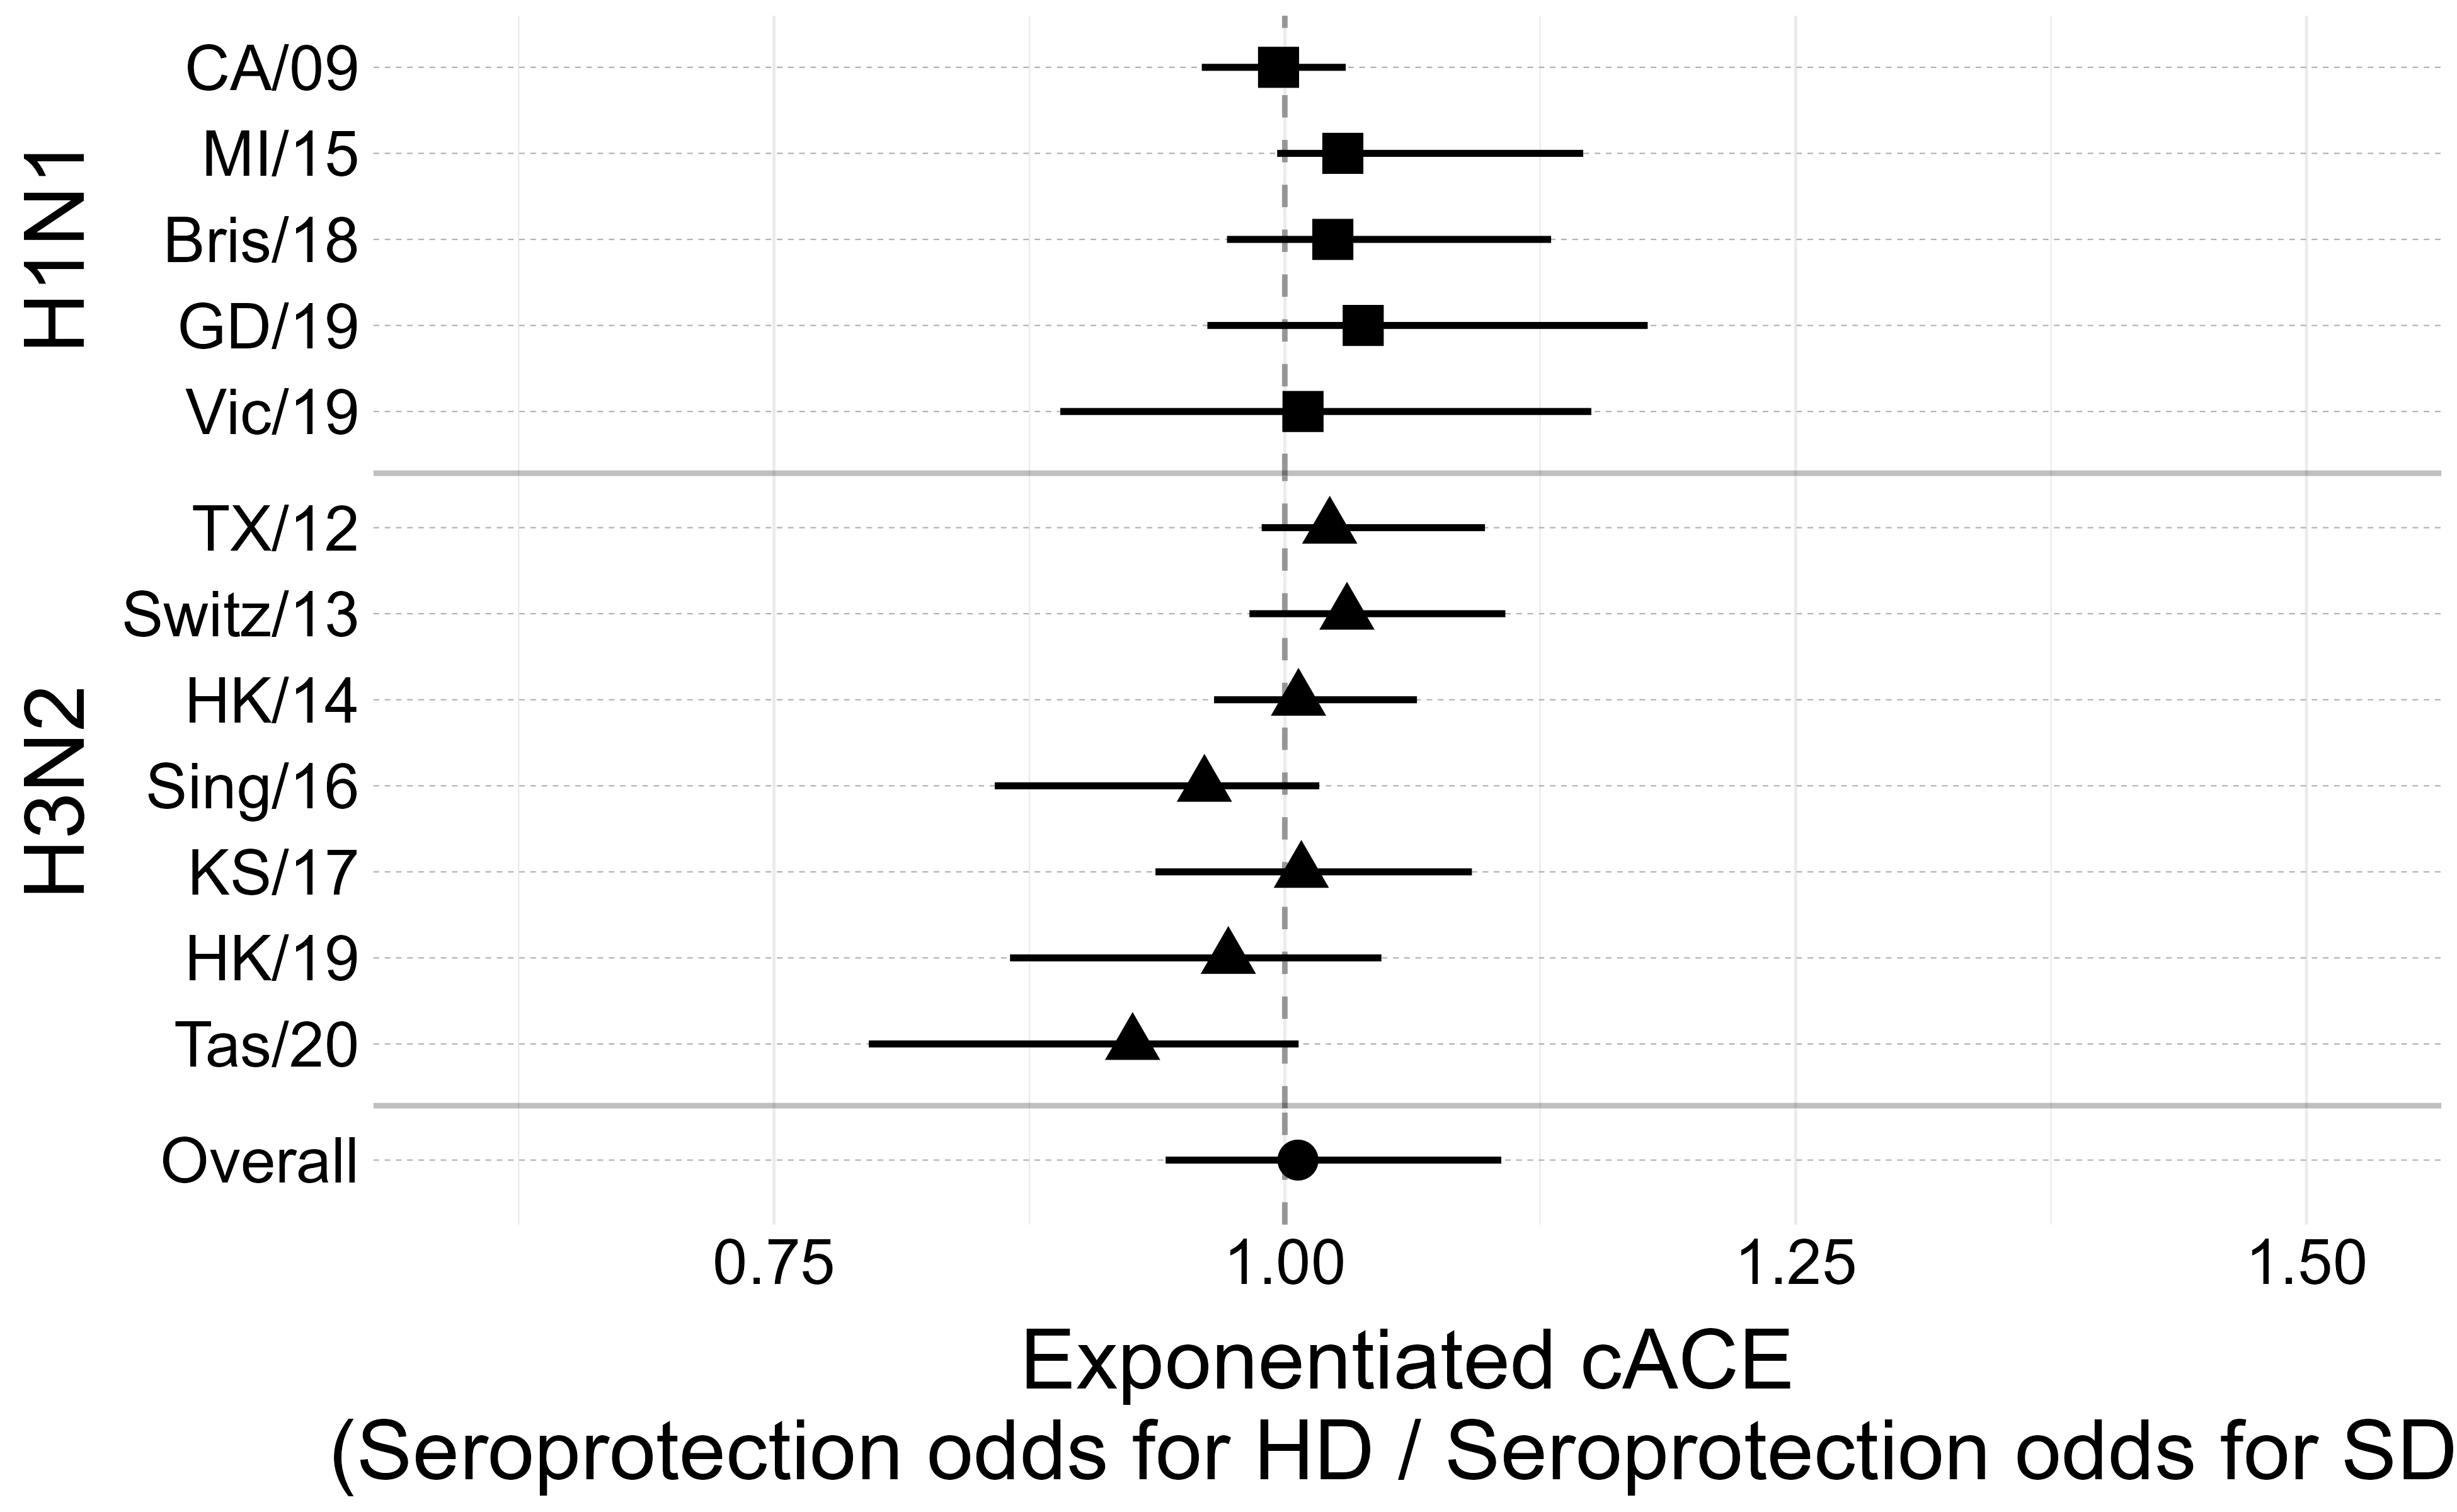 H1N1
CA/09
MI/15
Bris/18
GD/19
Vic/19
H3N2
TX/12
Switz/13
HK/14
Sing/16
KS/17
HK/19
Tas/20
Overall
0.75 1.00 1.25 1.50
Exponentiated cACE
(Seroprotection odds for HD / Seroprotection odds for SD